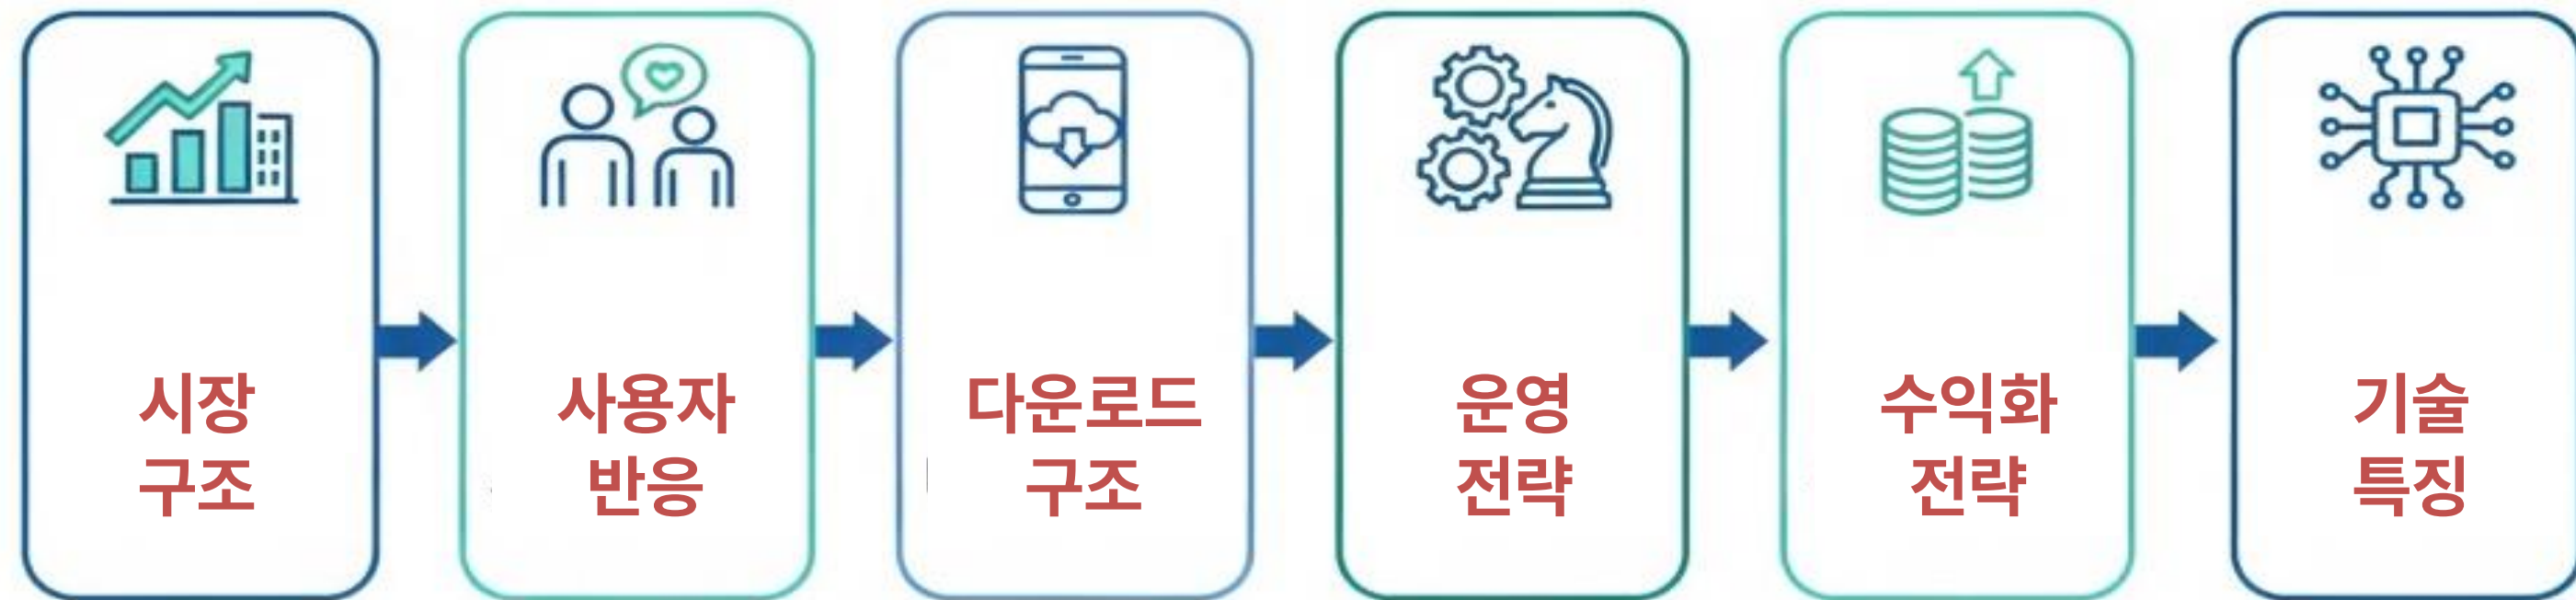 시장
구조
사용자
반응
다운로드
구조
운영
전략
수익화
전략
기술
특징